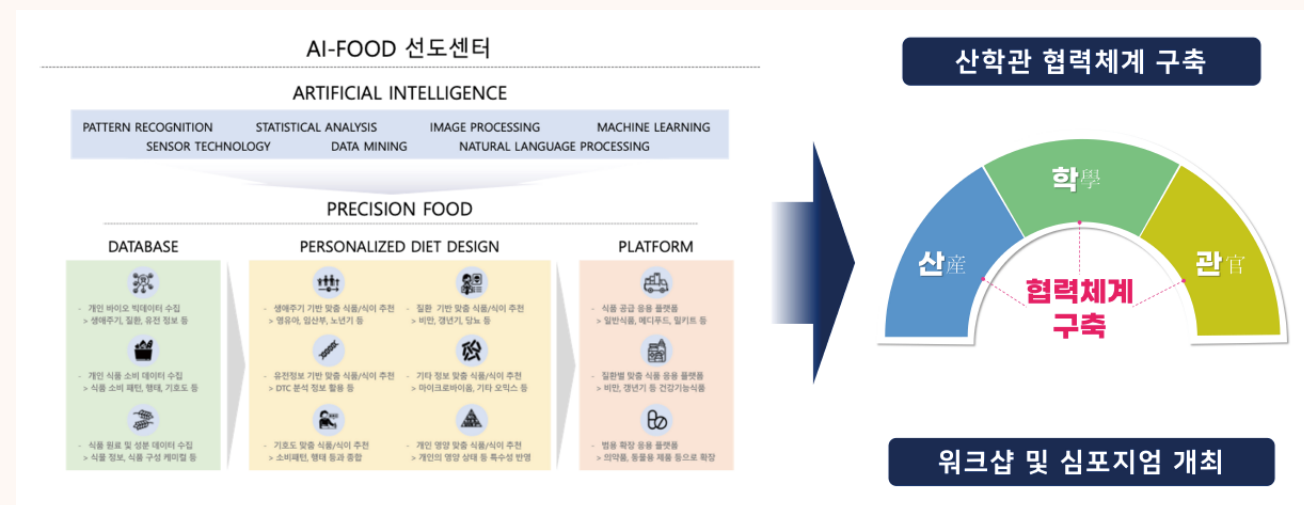 AI-FOOD 선도센터
ARTIFICIAL INTELLIGENCE
PATTERN RECOGNITION STATISTICAL ANALYSIS IMAGE PROCESSING MACHINE LEARNING
SENSOR TECHNOLOGY DATA MINING NATURAL LANGUAGE PROCESSING
PRECISION FOOD
DATABASE
- 개인 바이오 빅데이터 수집
> 생애주기, 질환, 유전 정보 등
- 개인 식품 소비 데이터 수집
> 식품 소비 패턴, 행태, 기호도 등
- 식품 원료 및 성분 데이터 수집
> 식물 정보, 식품 구성 케미컬 등
PERSONALIZED DIET DESIGN
- 생애주기 기반 맞춤 식품/식이 추천
> 영유아, 임산부, 노년기 등
- 질환 기반 맞춤 식품/식이 추천
> 비만, 갱년기, 당뇨 등
- 유전정보 기반 맞춤 식품/식이 추천
> DTC 분석 정보 활용 등
- 기타 정보 맞춤 식품/식이 추천
> 마이크로바이옴, 기타 오믹스 등
- 기호도 맞춤 식품/식이 추천
> 소비패턴, 행태 등과 종합
- 개인 영양 맞춤 식품/식이 추천
> 개인의 영양 상태 등 특수성 반영
PLATFORM
- 식품 공급 응용 플랫폼
> 일반식품, 메디푸드, 밀키트 등
- 질환별 맞춤 식품 응용 플랫폼
> 비만, 갱년기 등 건강기능식품
- 범용 확장 응용 플랫폼
> 의약품, 동물용 제품 등으로 확장
산학관 협력체계 구축
산産
학學
관官
협력체계
구축
워크샵 및 심포지엄 개최